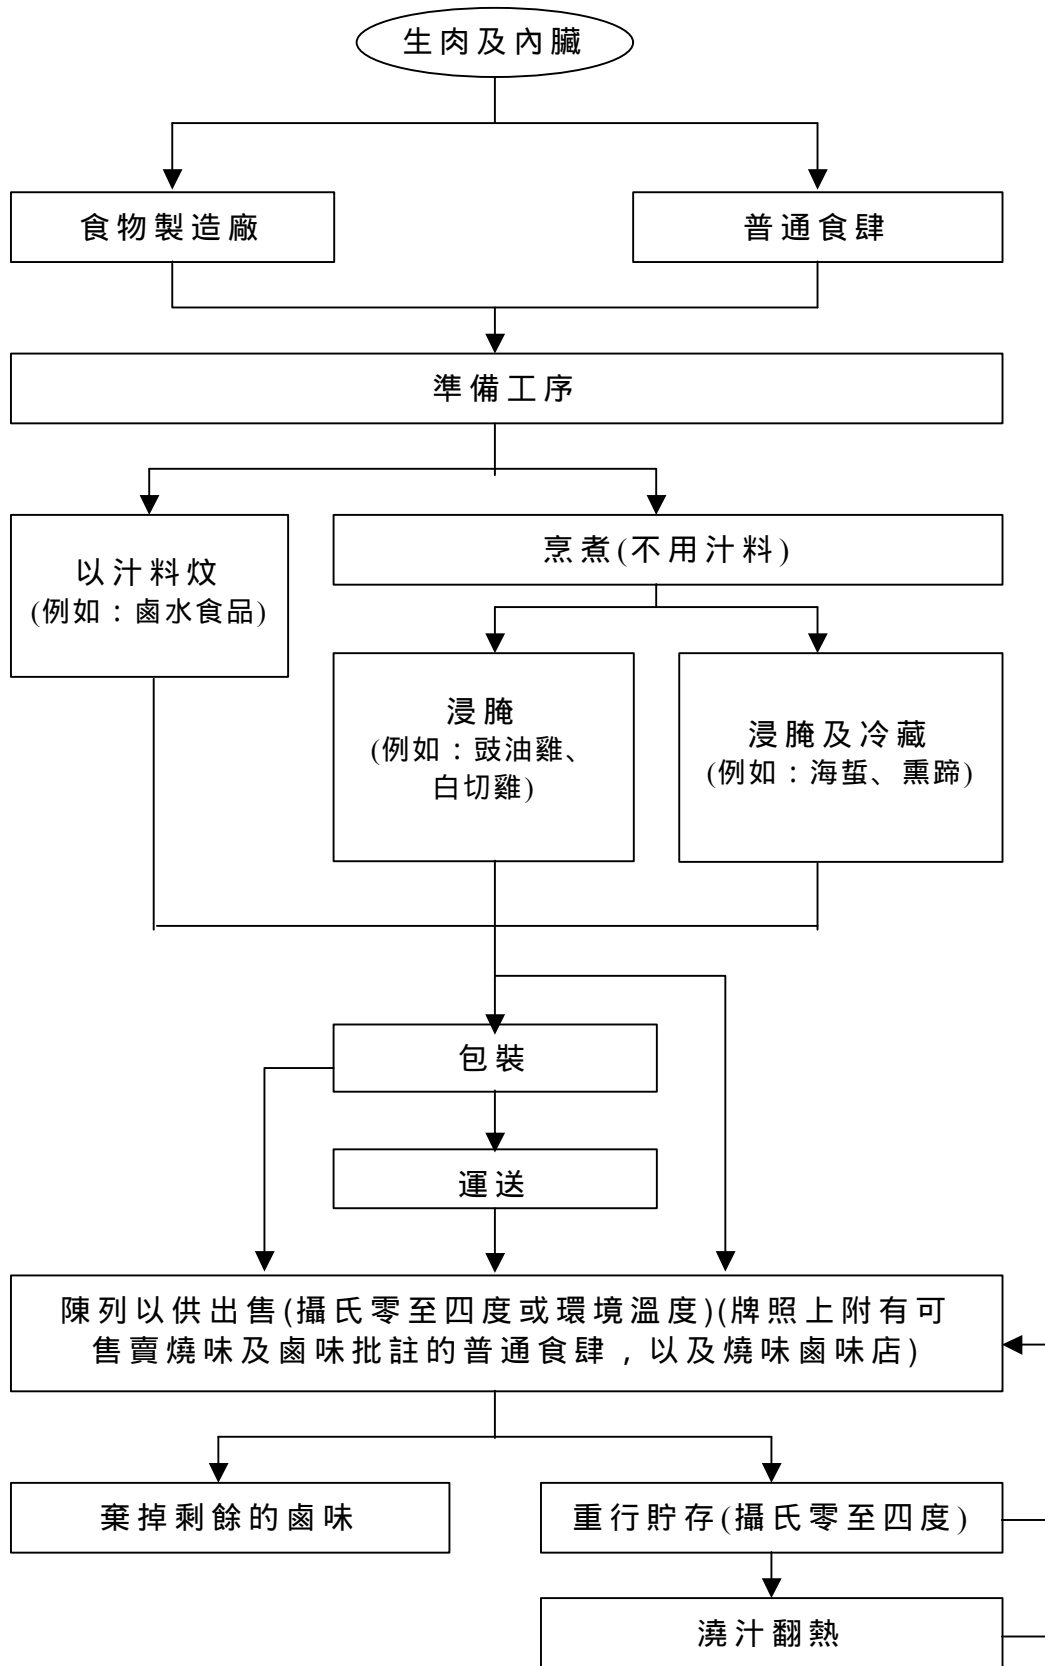 生肉及內臟
食物製造廠
普通食肆
準備工序
以汁料炆
(例如：鹵水食品)
烹煮(不用汁料)
浸腌
(例如：豉油雞、
白切雞)
浸腌及冷藏
(例如：海蜇、熏蹄)
包裝
運送
陳列以供出售(攝氏零至四度或環境溫度)(牌照上附有可
售賣燒味及鹵味批註的普通食肆，以及燒味鹵味店)
棄掉剩餘的鹵味
重行貯存(攝氏零至四度)
澆汁翻熱